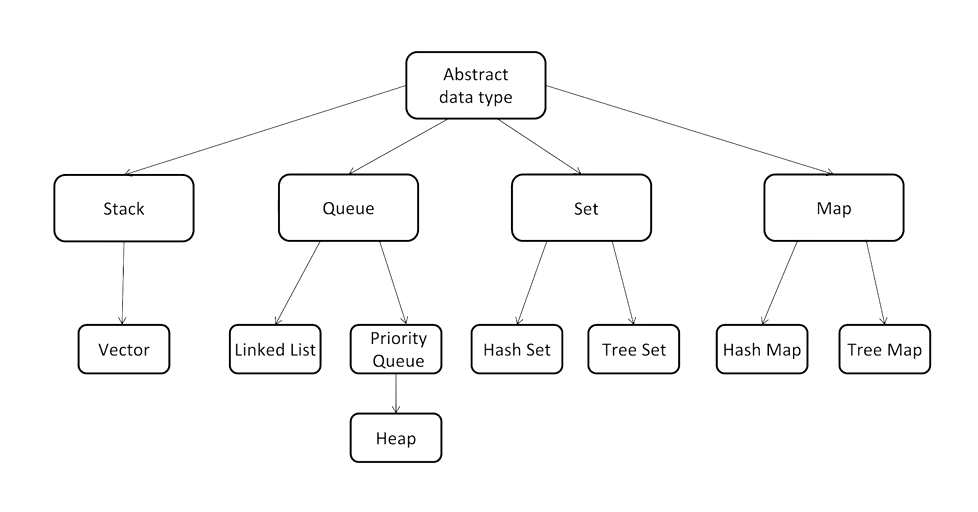 Abstract
data type
Stack
Queue
Set
Map
Vector
Linked List
Priority
Queue
Hash Set
Tree Set
Hash Map
Tree Map
Heap